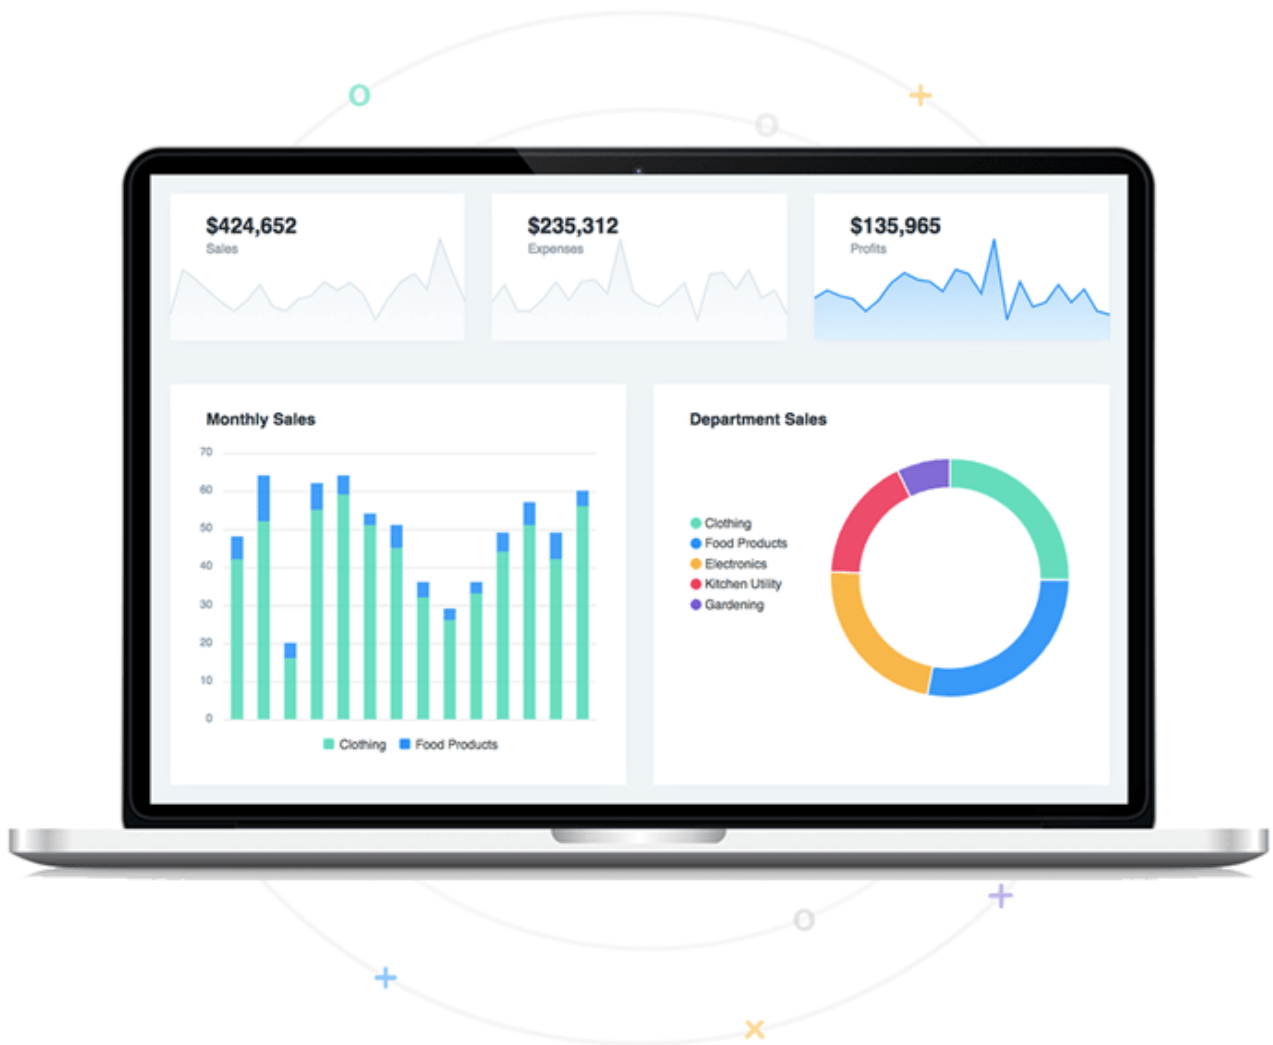 $424,652
Sales
$235,312
Expenses
$135,965
Profits
Monthly Sales
70
60
50
40
30
20
10
0
Clothing
Food Products
Department Sales
Clothing
Food Products
Electronics
Kitchen Utility
Gardening